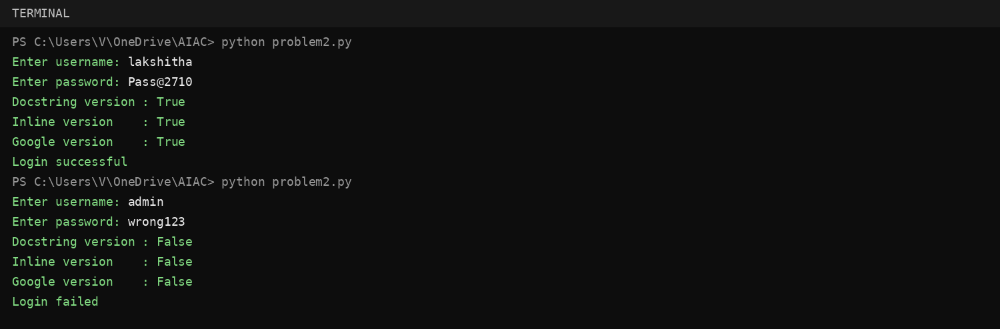 TERMINAL
PS C:\Users\V\OneDrive\AIAC> python problem2.py
Enter username: lakshitha
Enter password: Pass@2710
Docstring version : True
Inline version    : True
Google version    : True
Login successful
PS C:\Users\V\OneDrive\AIAC> python problem2.py
Enter username: admin
Enter password: wrong123
Docstring version : False
Inline version    : False
Google version    : False
Login failed